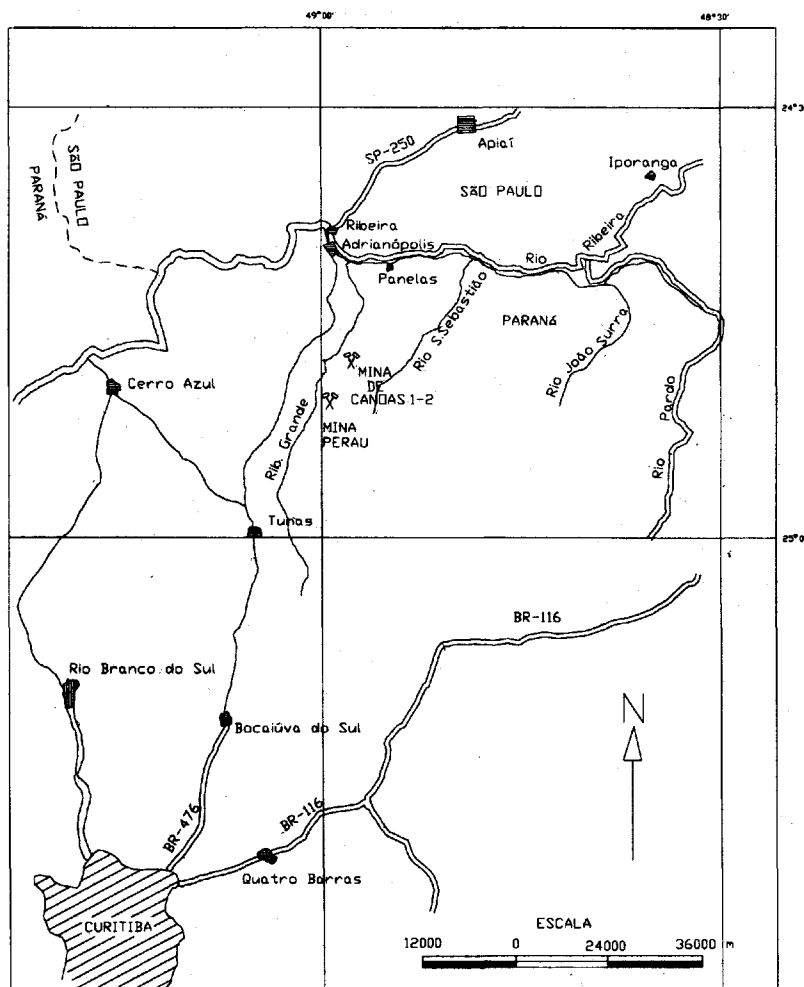 49°00'
48°30'
24°3
SP-250
Apiaí
SÃO PAULO
PARANÁ
Iporanga
SÃO PAULO
Ribeira
Adrianópolis
Rio
Ribeira
Panelas
Rio S.Sebastião
PARANÁ
Rio João Surra
MINA
DE
CANOAS 1-2
Cerro Azul
Rio Pardo
Rib. Grande
MINA
PERAU
Tunas
25°0
BR-116
Rio Branco do Sul
N
Bocaiúva do Sul
BR-476
BR-116
Quatro Barras
CURITIBA
ESCALA
12000 0 24000 36000 m